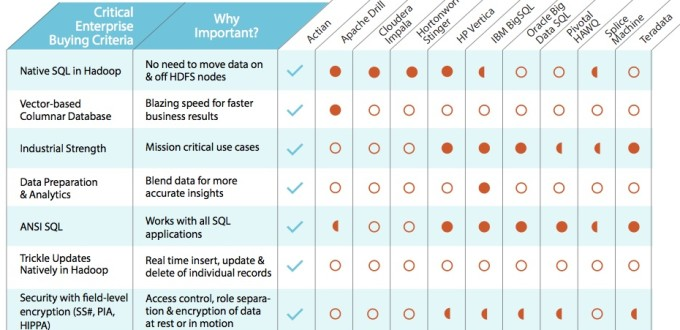 Critical
Enterprise
Buying Criteria
Why
Important?
Actian
Apache Drill
Cloudera
Impala
Stinger
HP Vertica
IBM BigSQL
Oracle Big
Data SQL
Pivotal
HAWQ
Splice
Machine
Teradata
Native SQL in Hadoop
No need to move data on
& off HDFS nodes
Vector-based
Columnar Database
Blazing speed for faster
business results
Industrial Strength
Mission critical use cases
Data Preparation
& Analytics
Blend data for more
accurate insights
ANSI SQL
Works with all SQL
applications
Trickle Updates
Natively in Hadoop
Real time insert, update &
delete of individual records
Security with field-level
encryption (SS#, PIA,
HIPPA)
Access control, role separa-
tion & encryption of data
at rest or in motion